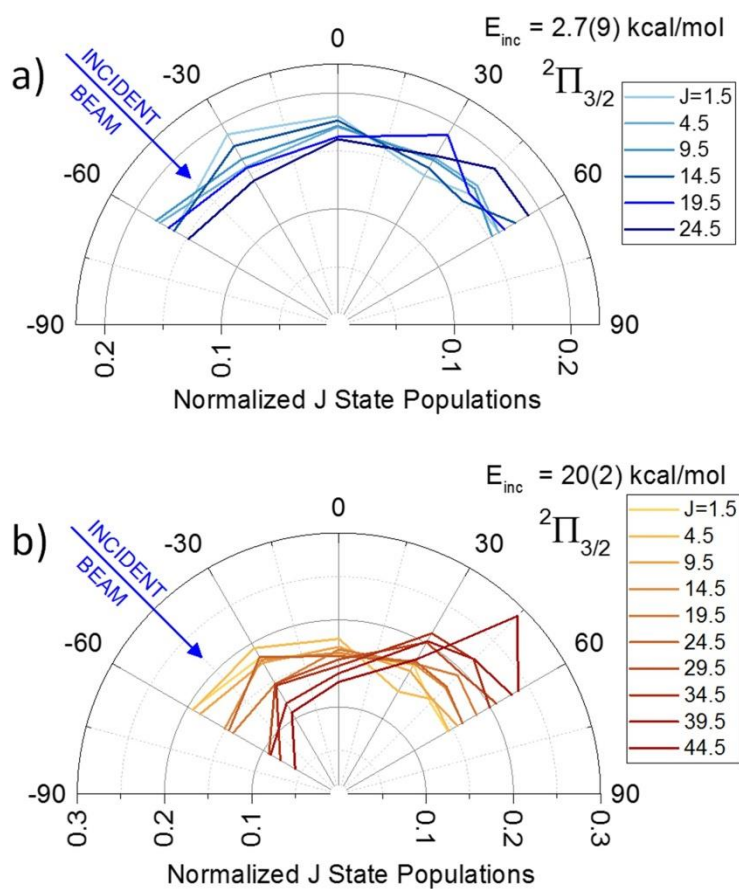 a)
E_inc = 2.7(9) kcal/mol
0
-30
30
-60
60
-90
90
INCIDENT
BEAM
²Π_3/2
J=1.5
4.5
9.5
14.5
19.5
24.5
0.2
0.1
0.1
0.2
Normalized J State Populations
b)
E_inc = 20(2) kcal/mol
0
-30
30
-60
60
-90
90
INCIDENT
BEAM
²Π_3/2
J=1.5
4.5
9.5
14.5
19.5
24.5
29.5
34.5
39.5
44.5
0.3
0.2
0.1
0.1
0.2
0.3
Normalized J State Populations